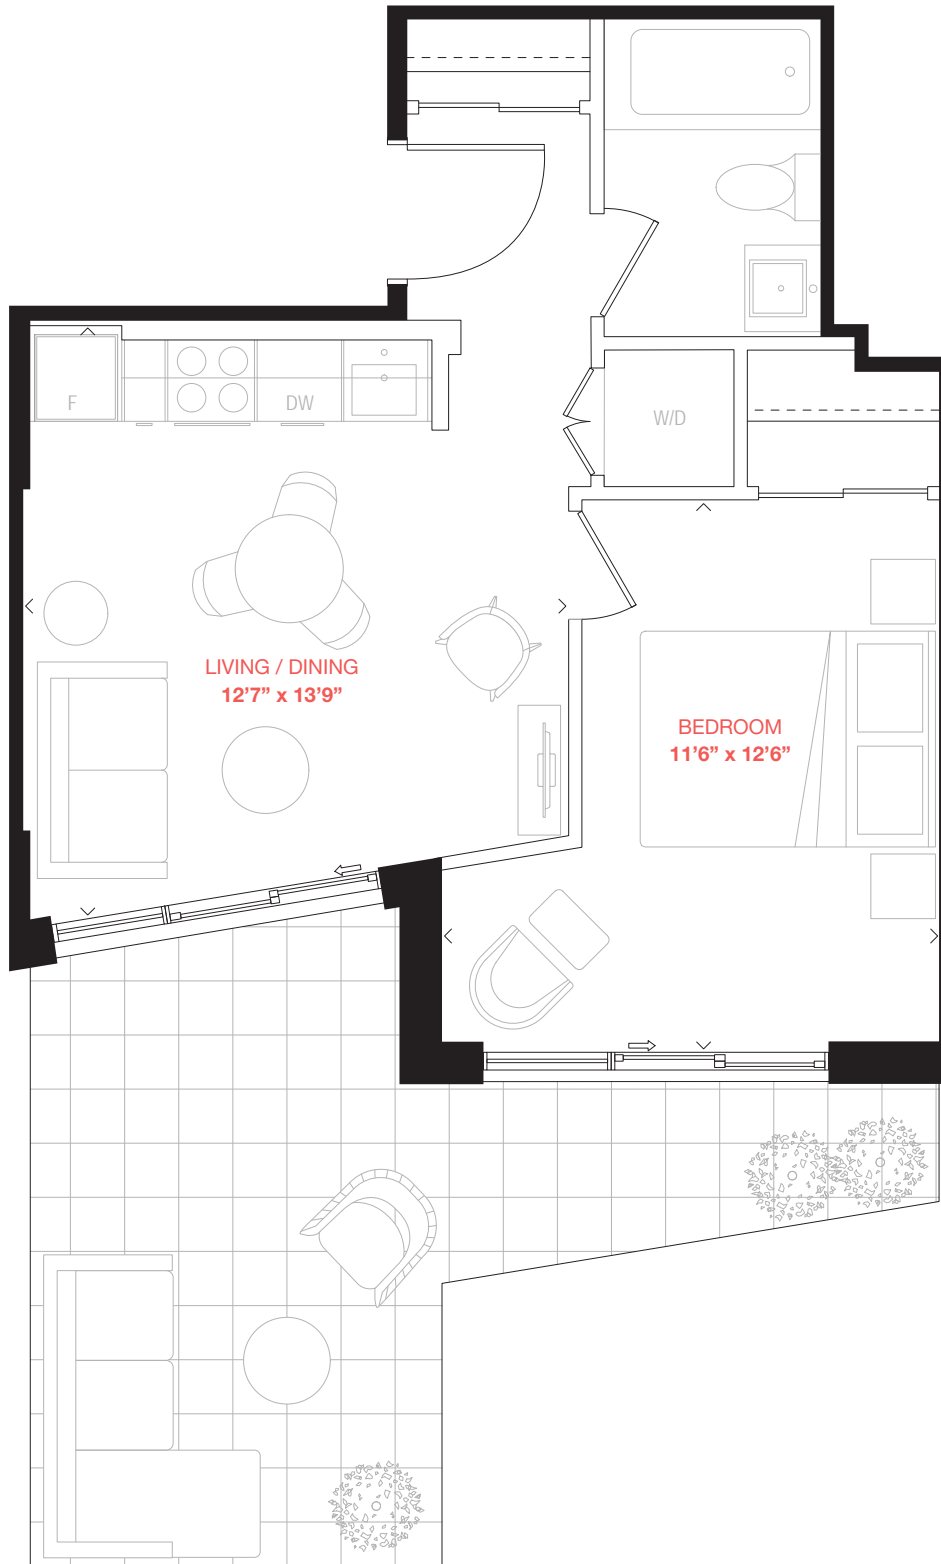 F
DW
W/D
LIVING / DINING
12’7” x 13’9”
BEDROOM
11’6” x 12’6”